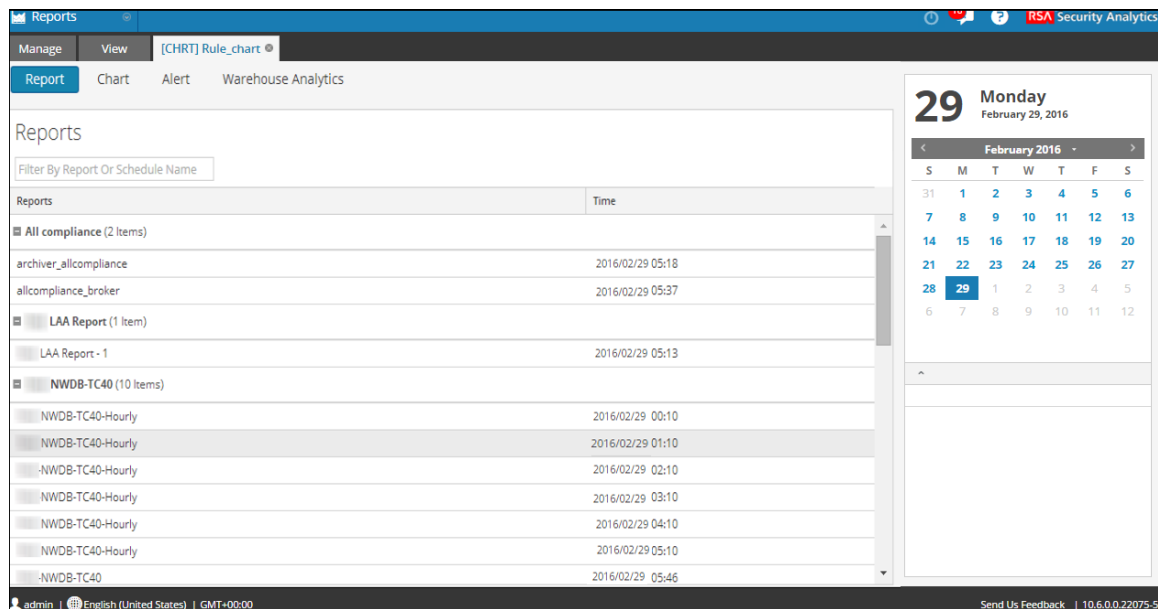 Reports
RSA Security Analytics
Manage View [CHRT] Rule_chart
Report Chart Alert Warehouse Analytics
Reports
Filter By Report Or Schedule Name
Reports Time
All compliance (2 Items)
archiver_allcompliance 2016/02/29 05:18
allcompliance_broker 2016/02/29 05:37
LAA Report (1 Item)
LAA Report - 1 2016/02/29 05:13
NWDB-TC40 (10 Items)
NWDB-TC40-Hourly 2016/02/29 00:10
NWDB-TC40-Hourly 2016/02/29 01:10
-NWDB-TC40-Hourly 2016/02/29 02:10
NWDB-TC40-Hourly 2016/02/29 03:10
NWDB-TC40-Hourly 2016/02/29 04:10
NWDB-TC40-Hourly 2016/02/29 05:10
-NWDB-TC40 2016/02/29 05:46
29 Monday
February 29, 2016
February 2016
S M T W T F S
31 1 2 3 4 5 6
7 8 9 10 11 12 13
14 15 16 17 18 19 20
21 22 23 24 25 26 27
28 29 1 2 3 4 5
6 7 8 9 10 11 12
admin | English (United States) | GMT+00:00
Send Us Feedback | 10.6.0.0.22075-5